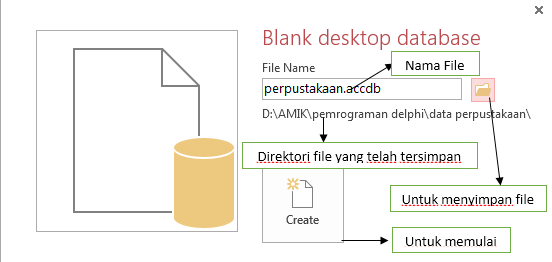 Blank desktop database
File Name
Nama File
perpustakaan.accdb
D:\AMIK\pemrograman delphi\data perpustakaan\
Direktori file yang telah tersimpan
Create
Untuk menyimpan file
Untuk memulai